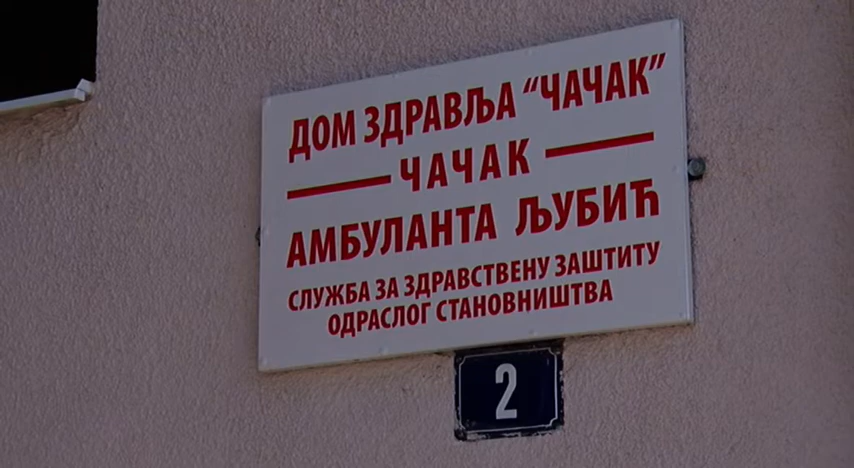 ДОМ ЗДРАВЉА “ЧАЧАК”
ЧАЧАК
АМБУЛАНТА ЉУБИЋ
СЛУЖБА ЗА ЗДРАВСТВЕНУ ЗАШТИТУ
ОДРАСЛОГ СТАНОВНИШТВА
2